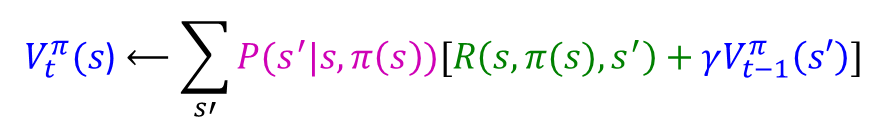 V_t^π(s) ← ∑_{s′} P(s′|s, π(s))[R(s, π(s), s′) + γV_{t−1}^π(s′)]